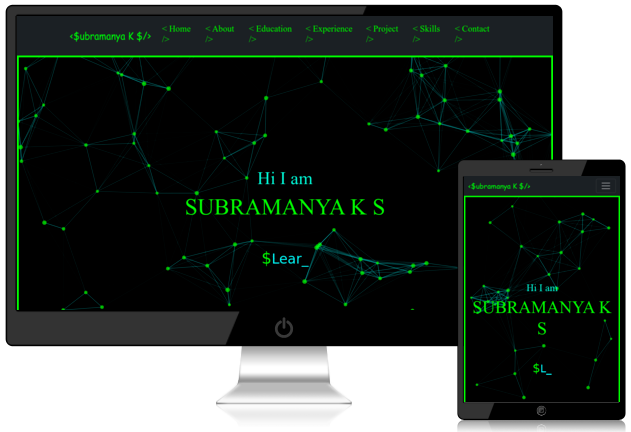 <$ubramanya K $/>
< Home />
< About />
< Education />
< Experience />
< Project />
< Skills />
< Contact />
Hi I am
SUBRAMANYA K S
$Lear_
<$ubramanya K $/>
Hi I am
SUBRAMANYA K
S
$L_